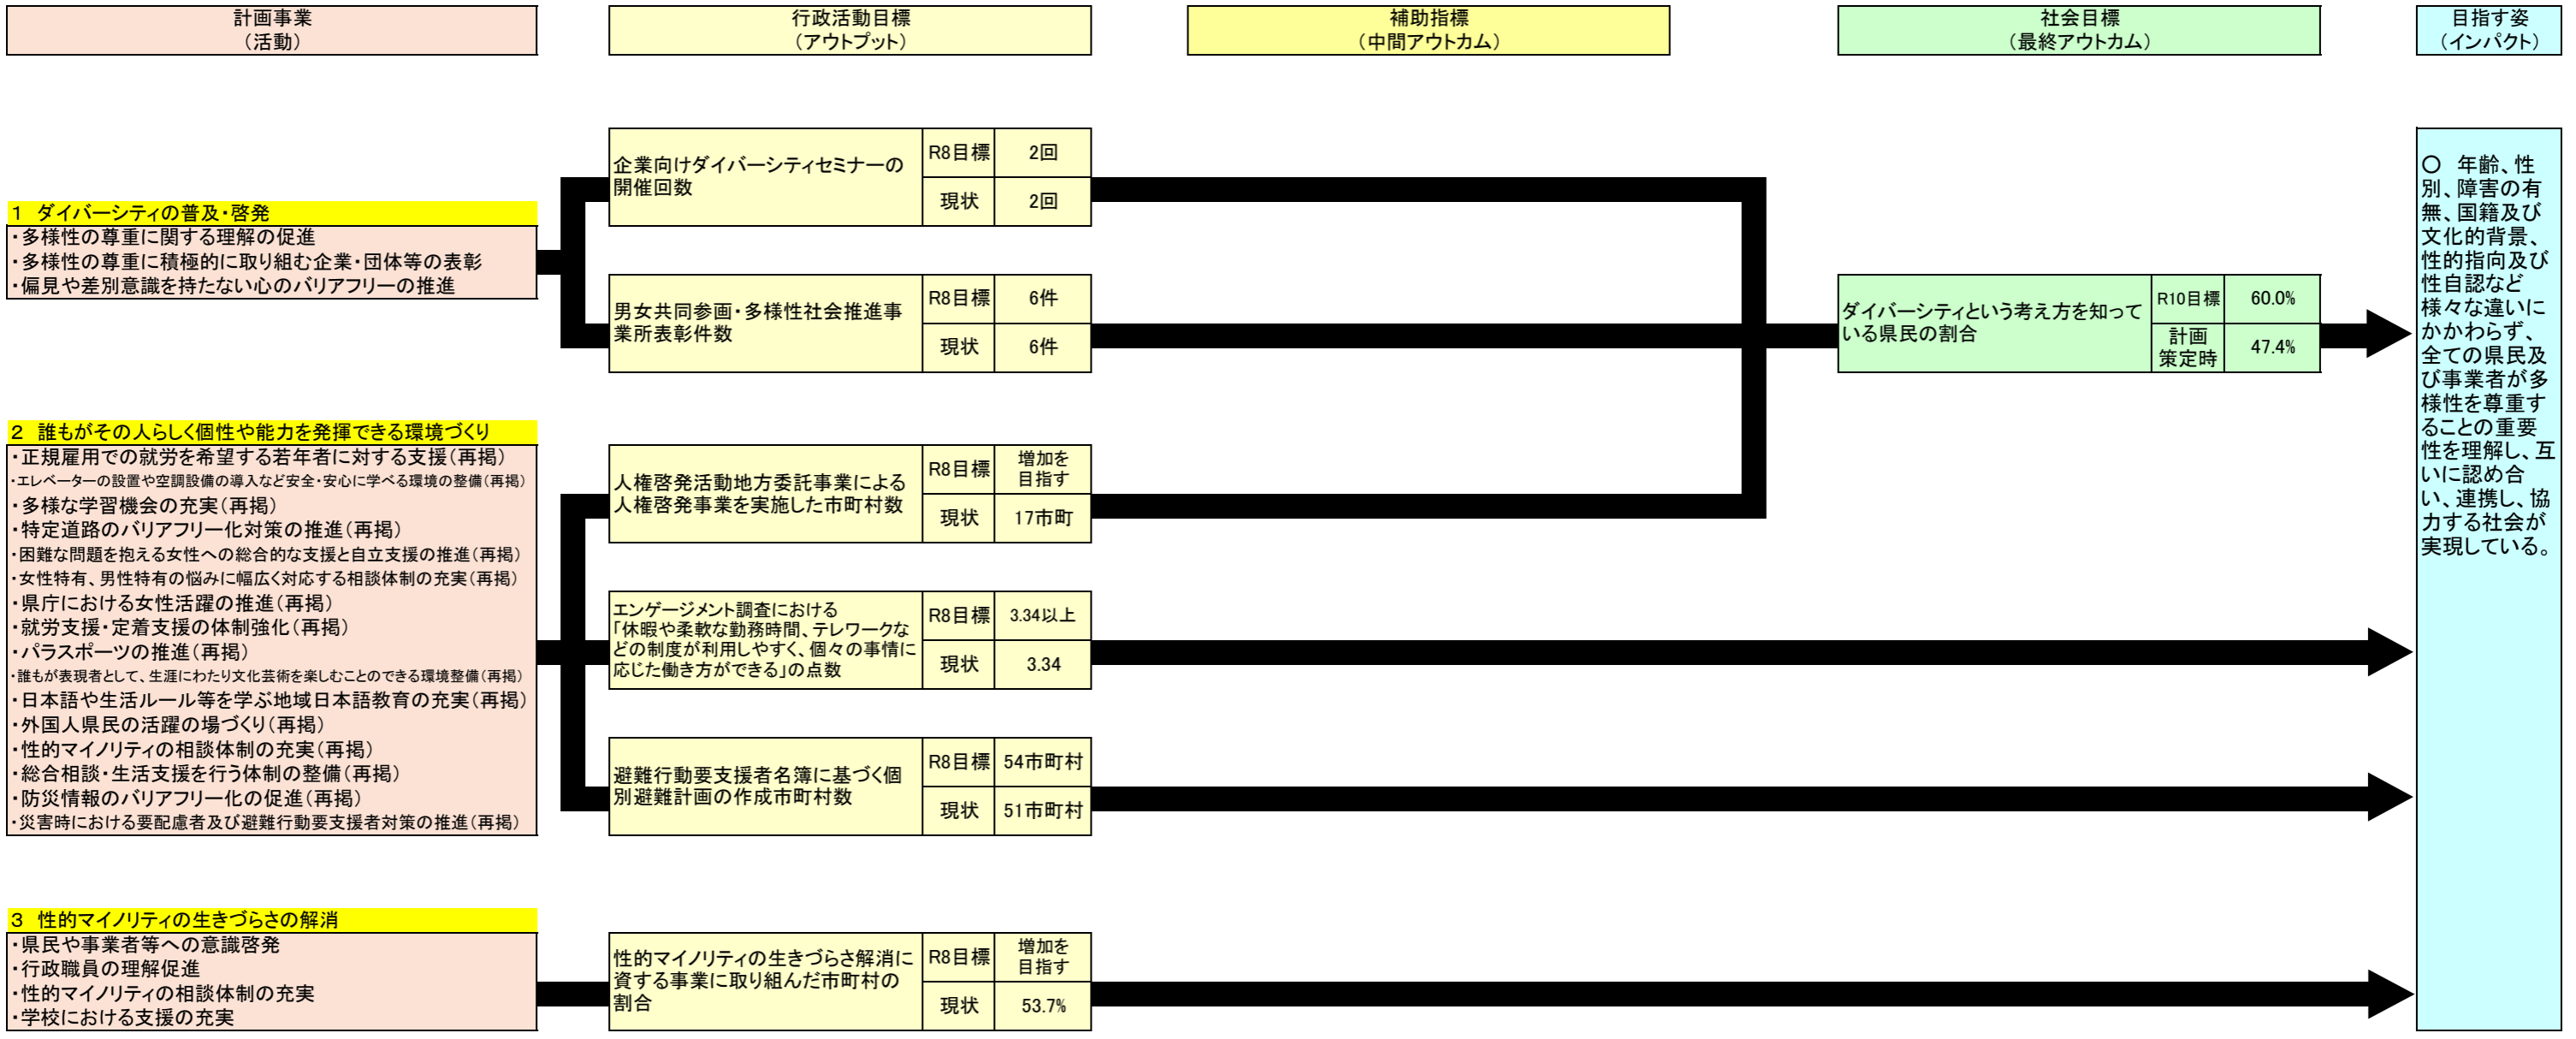 計画事業
(活動)
行政活動目標
(アウトプット)
補助指標
(中間アウトカム)
社会目標
(最終アウトカム)
目指す姿
(インパクト)
1 ダイバーシティの普及・啓発
・多様性の尊重に関する理解の促進
・多様性の尊重に積極的に取り組む企業・団体等の表彰
・偏見や差別意識を持たない心のバリアフリーの推進
企業向けダイバーシティセミナーの
開催回数
R8目標
2回
現状
2回
男女共同参画・多様性社会推進事
業所表彰件数
R8目標
6件
現状
6件
ダイバーシティという考え方を知って
いる県民の割合
R10目標
60.0%
計画
策定時
47.4%
○ 年齢、性
別、障害の有
無、国籍及び
文化的背景、
性的指向及び
性自認など
様々な違いに
かかわらず、
全ての県民及
び事業者が多
様性を尊重す
ることの重要
性を理解し、互
いに認め合
い、連携し、協
力する社会が
実現している。
2 誰もがその人らしく個性や能力を発揮できる環境づくり
・正規雇用での就労を希望する若年者に対する支援(再掲)
・エレベーターの設置や空調設備の導入など安全・安心に学べる環境の整備(再掲)
・多様な学習機会の充実(再掲)
・特定道路のバリアフリー化対策の推進(再掲)
・困難な問題を抱える女性への総合的な支援と自立支援の推進(再掲)
・女性特有、男性特有の悩みに幅広く対応する相談体制の充実(再掲)
・県庁における女性活躍の推進(再掲)
・就労支援・定着支援の体制強化(再掲)
・パラスポーツの推進(再掲)
・誰もが表現者として、生涯にわたり文化芸術を楽しむことのできる環境整備(再掲)
・日本語や生活ルール等を学ぶ地域日本語教育の充実(再掲)
・外国人県民の活躍の場づくり(再掲)
・性的マイノリティの相談体制の充実(再掲)
・総合相談・生活支援を行う体制の整備(再掲)
・防災情報のバリアフリー化の促進(再掲)
・災害時における要配慮者及び避難行動要支援者対策の推進(再掲)
人権啓発活動地方委託事業による
人権啓発事業を実施した市町村数
R8目標
増加を
目指す
現状
17市町
エンゲージメント調査における
「休暇や柔軟な勤務時間、テレワークな
どの制度が利用しやすく、個々の事情に
応じた働き方ができる」の点数
R8目標
3.34以上
現状
3.34
避難行動要支援者名簿に基づく個
別避難計画の作成市町村数
R8目標
54市町村
現状
51市町村
3 性的マイノリティの生きづらさの解消
・県民や事業者等への意識啓発
・行政職員の理解促進
・性的マイノリティの相談体制の充実
・学校における支援の充実
性的マイノリティの生きづらさ解消に
資する事業に取り組んだ市町村の
割合
R8目標
増加を
目指す
現状
53.7%